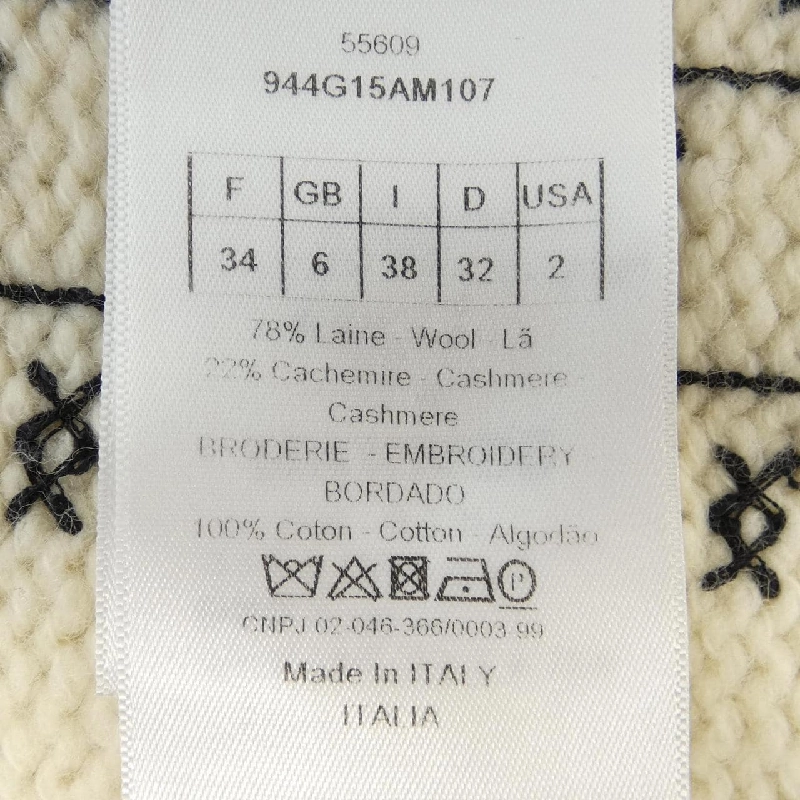 55609
944G15AM107
F GB I D USA
34 6 38 32 2
78% Laine - Wool - Lã
22% Cachemire - Cashmere -
Cashmere
BRODERIE - EMBROIDERY -
BORDADO
100% Coton - Cotton - Algodão
P
CNPJ 02-046-366/0003-99
Made In ITALY
ITALIA